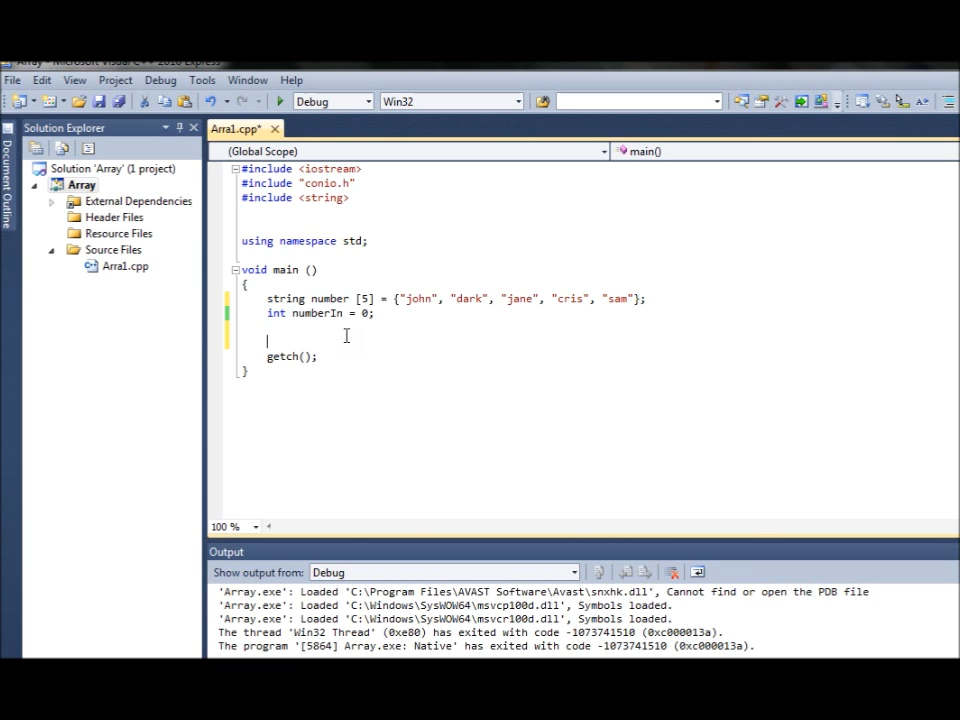 Array - Microsoft Visual C++ 2010 Express
File Edit View Project Debug Tools Window Help
Debug Win32
Solution Explorer
Arra1.cpp*
Document Outline
(Global Scope) main()
Solution 'Array' (1 project)
Array
External Dependencies
Header Files
Resource Files
Source Files
Arra1.cpp
#include <iostream>
#include "conio.h"
#include <string>
using namespace std;
void main ()
{
string number [5] = {"john", "dark", "jane", "cris", "sam"};
int numberIn = 0;
getch();
}
100 %
Output
Show output from: Debug
'Array.exe': Loaded 'C:\Program Files\AVAST Software\Avast\snxhk.dll', Cannot find or open the PDB file
'Array.exe': Loaded 'C:\Windows\SysWOW64\msvcp100d.dll', Symbols loaded.
'Array.exe': Loaded 'C:\Windows\SysWOW64\msvcr100d.dll', Symbols loaded.
The thread 'Win32 Thread' (0xe80) has exited with code -1073741510 (0xc000013a).
The program '[5864] Array.exe: Native' has exited with code -1073741510 (0xc000013a).